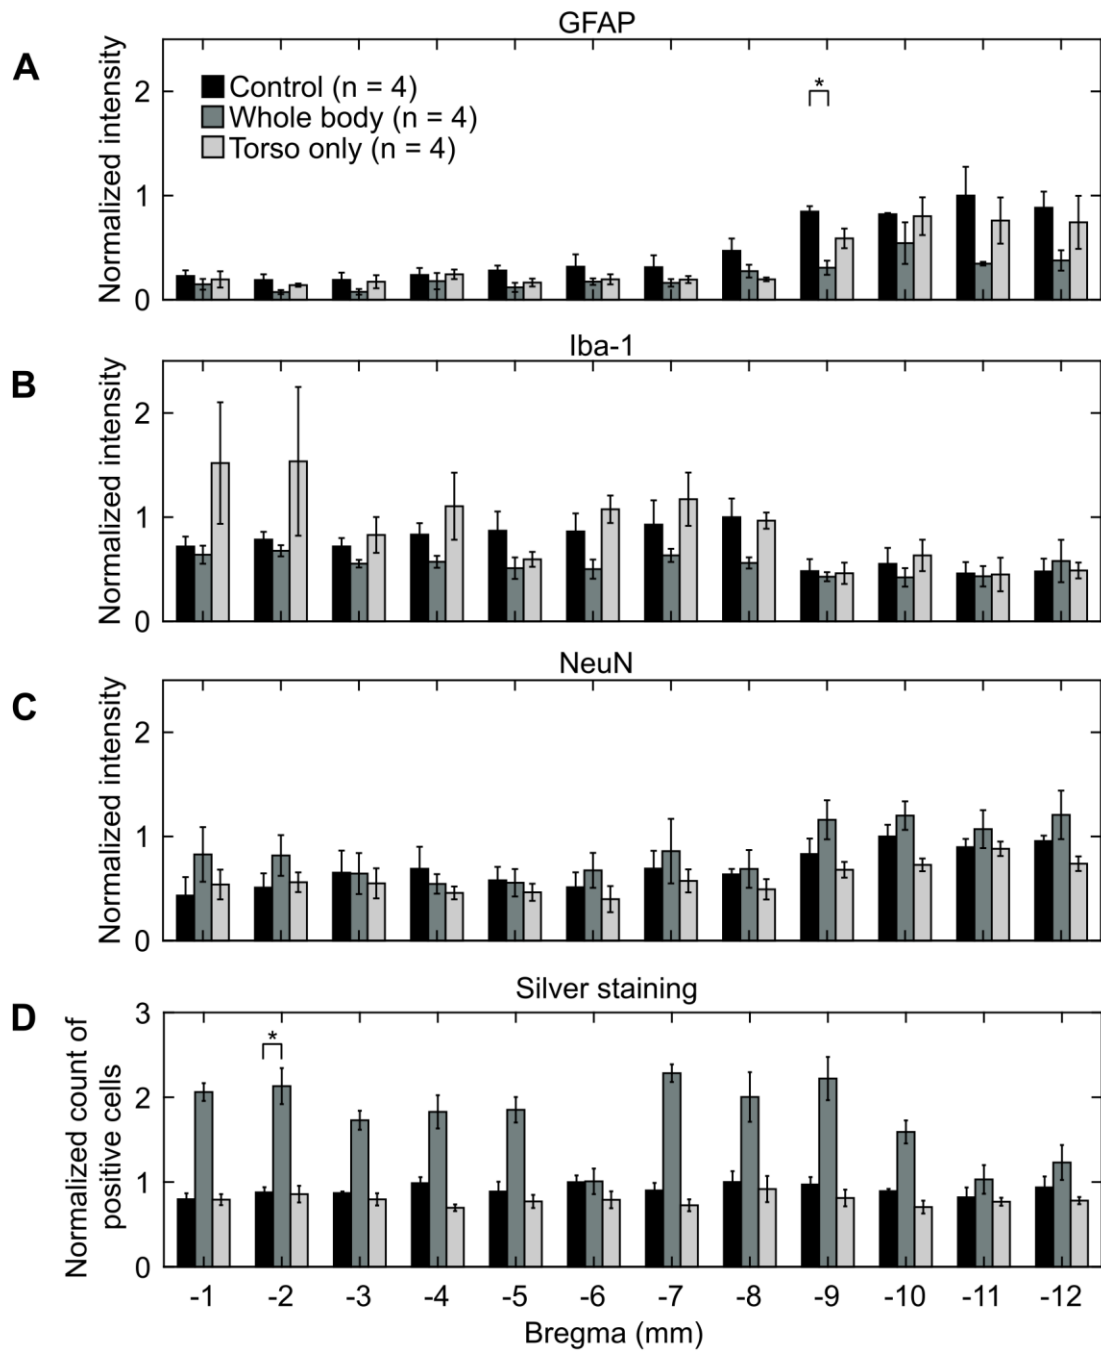 GFAP
A
Normalized intensity
2
1
0
Control (n = 4)
Whole body (n = 4)
Torso only (n = 4)
*
Iba-1
B
Normalized intensity
2
1
0
NeuN
C
Normalized intensity
2
1
0
Silver staining
D
Normalized count of
positive cells
3
2
1
0
*
-1 -2 -3 -4 -5 -6 -7 -8 -9 -10 -11 -12
Bregma (mm)